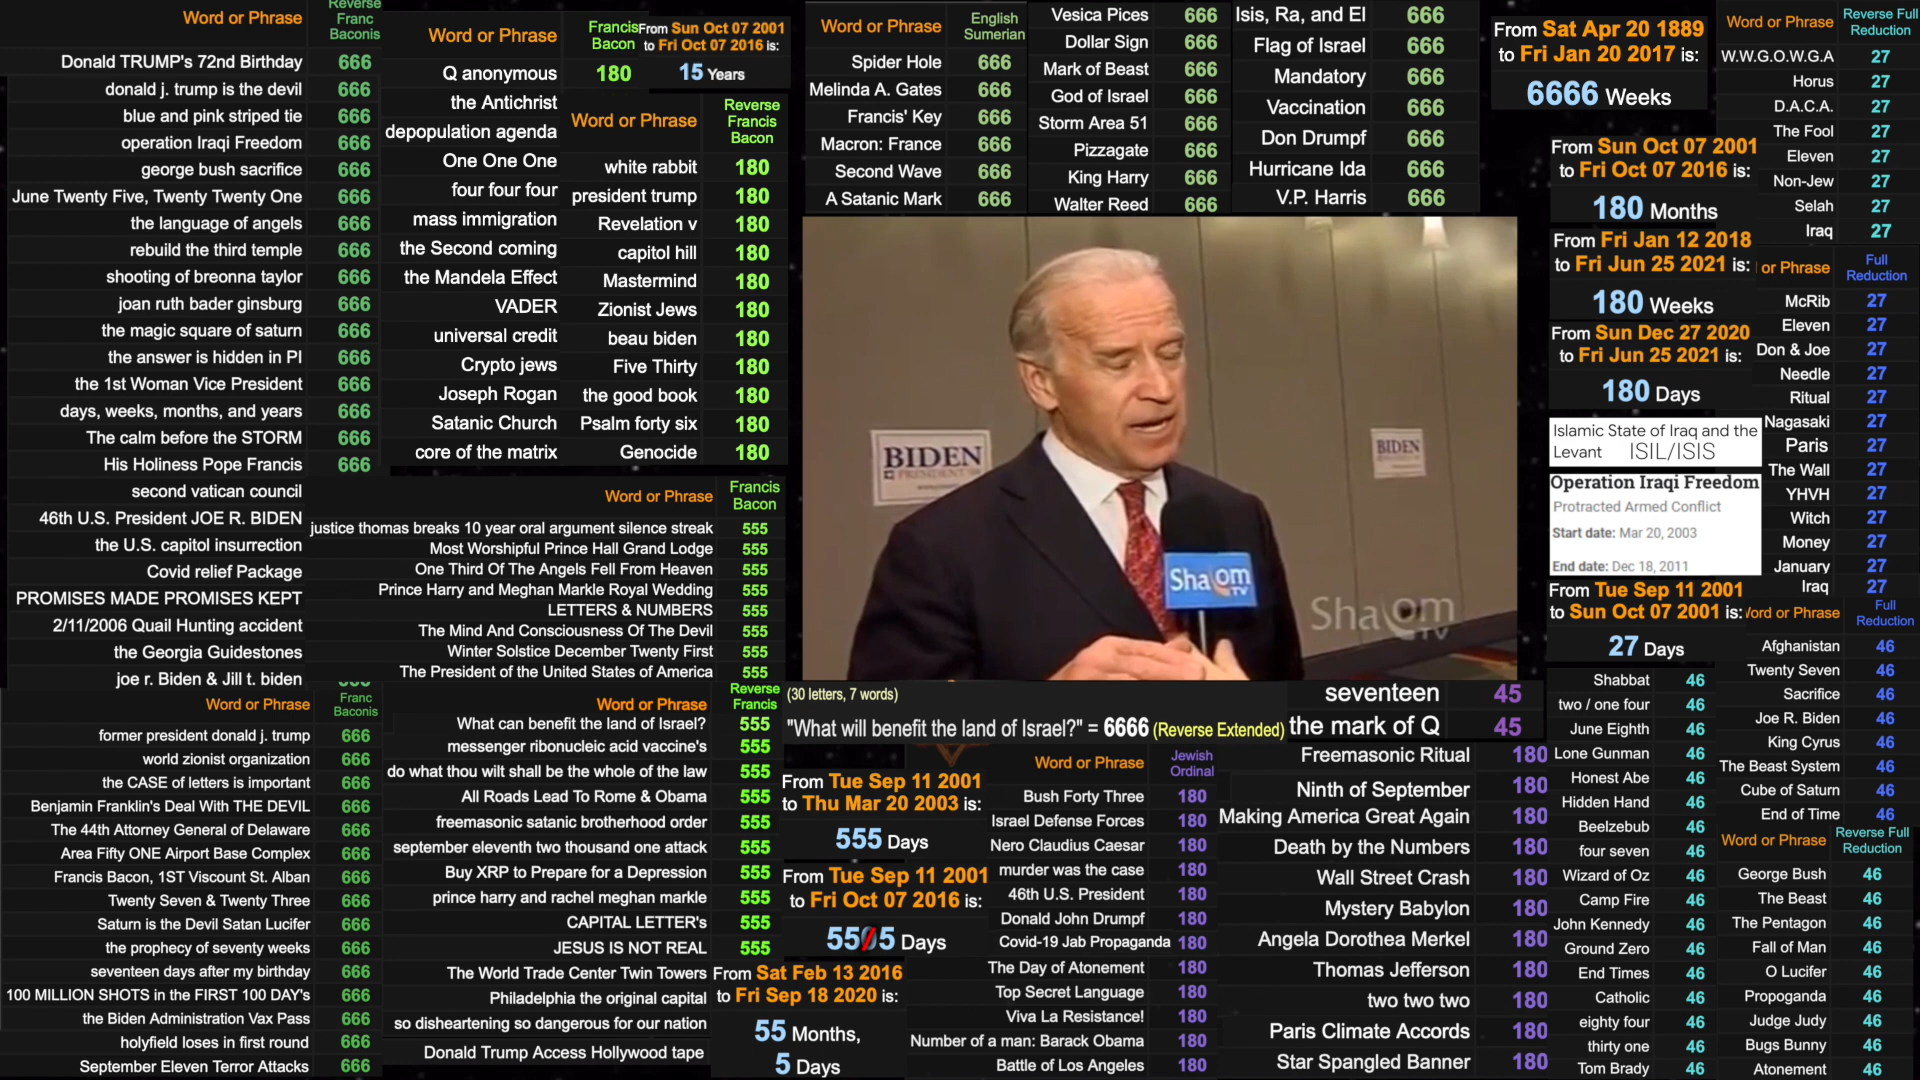 Word or Phrase
Reverse
Franc
Baconis
Donald TRUMP's 72nd Birthday 666
donald j. trump is the devil 666
blue and pink striped tie 666
operation Iraqi Freedom 666
george bush sacrifice 666
June Twenty Five, Twenty Twenty One 666
the language of angels 666
rebuild the third temple 666
shooting of breonna taylor 666
joan ruth bader ginsburg 666
the magic square of saturn 666
the answer is hidden in PI 666
the 1st Woman Vice President 666
days, weeks, months, and years 666
The calm before the STORM 666
His Holiness Pope Francis 666
second vatican council
46th U.S. President JOE R. BIDEN
the U.S. capitol insurrection
Covid relief Package
PROMISES MADE PROMISES KEPT
2/11/2006 Quail Hunting accident
the Georgia Guidestones
joe r. Biden & Jill t. biden
Word or Phrase
Franc
Baconis
former president donald j. trump 666
world zionist organization 666
the CASE of letters is important 666
Benjamin Franklin's Deal With THE DEVIL 666
The 44th Attorney General of Delaware 666
Area Fifty ONE Airport Base Complex 666
Francis Bacon, 1ST Viscount St. Alban 666
Twenty Seven & Twenty Three 666
Saturn is the Devil Satan Lucifer 666
the prophecy of seventy weeks 666
seventeen days after my birthday 666
100 MILLION SHOTS in the FIRST 100 DAY's 666
the Biden Administration Vax Pass 666
holyfield loses in first round 666
September Eleven Terror Attacks 666
Word or Phrase
Francis
Bacon
Q anonymous 180
the Antichrist
depopulation agenda
One One One
four four four
mass immigration
the Second coming
the Mandela Effect
VADER
universal credit
Crypto jews
Joseph Rogan
Satanic Church
core of the matrix
From Sun Oct 07 2001
to Fri Oct 07 2016 is:
15 Years
Word or Phrase
Reverse
Francis
Bacon
white rabbit 180
president trump 180
Revelation v 180
capitol hill 180
Mastermind 180
Zionist Jews 180
beau biden 180
Five Thirty 180
the good book 180
Psalm forty six 180
Genocide 180
Word or Phrase
Francis
Bacon
justice thomas breaks 10 year oral argument silence streak 555
Most Worshipful Prince Hall Grand Lodge 555
One Third Of The Angels Fell From Heaven 555
Prince Harry and Meghan Markle Royal Wedding 555
LETTERS & NUMBERS 555
The Mind And Consciousness Of The Devil 555
Winter Solstice December Twenty First 555
The President of the United States of America 555
Word or Phrase
Reverse
Francis
What can benefit the land of Israel? 555
messenger ribonucleic acid vaccine's 555
do what thou wilt shall be the whole of the law 555
All Roads Lead To Rome & Obama 555
freemasonic satanic brotherhood order 555
september eleventh two thousand one attack 555
Buy XRP to Prepare for a Depression 555
prince harry and rachel meghan markle 555
CAPITAL LETTER's 555
JESUS IS NOT REAL 555
The World Trade Center Twin Towers
Philadelphia the original capital
so disheartening so dangerous for our nation
Donald Trump Access Hollywood tape
Word or Phrase
English
Sumerian
Spider Hole 666
Melinda A. Gates 666
Francis' Key 666
Macron: France 666
Second Wave 666
A Satanic Mark 666
Vesica Pices 666
Dollar Sign 666
Mark of Beast 666
God of Israel 666
Storm Area 51 666
Pizzagate 666
King Harry 666
Walter Reed 666
Isis, Ra, and El 666
Flag of Israel 666
Mandatory 666
Vaccination 666
Don Drumpf 666
Hurricane Ida 666
V.P. Harris 666
BIDEN
BIDEN
Shalom
TV
Shalom
TV
(30 letters, 7 words)
"What will benefit the land of Israel?" = 6666 (Reverse Extended)
seventeen 45
the mark of Q 45
From Tue Sep 11 2001
to Thu Mar 20 2003 is:
555 Days
From Tue Sep 11 2001
to Fri Oct 07 2016 is:
5505 Days
From Sat Feb 13 2016
to Fri Sep 18 2020 is:
55 Months,
5 Days
Word or Phrase
Jewish
Ordinal
Bush Forty Three 180
Israel Defense Forces 180
Nero Claudius Caesar 180
murder was the case 180
46th U.S. President 180
Donald John Drumpf 180
Covid-19 Jab Propaganda 180
The Day of Atonement 180
Top Secret Language 180
Viva La Resistance! 180
Number of a man: Barack Obama 180
Battle of Los Angeles 180
Freemasonic Ritual 180
Ninth of September 180
Making America Great Again 180
Death by the Numbers 180
Wall Street Crash 180
Mystery Babylon 180
Angela Dorothea Merkel 180
Thomas Jefferson 180
two two two 180
Paris Climate Accords 180
Star Spangled Banner 180
From Sat Apr 20 1889
to Fri Jan 20 2017 is:
6666 Weeks
From Sun Oct 07 2001
to Fri Oct 07 2016 is:
180 Months
From Fri Jan 12 2018
to Fri Jun 25 2021 is:
180 Weeks
From Sun Dec 27 2020
to Fri Jun 25 2021 is:
180 Days
Islamic State of Iraq and the
Levant ISIL/ISIS
Operation Iraqi Freedom
Protracted Armed Conflict
Start date: Mar 20, 2003
End date: Dec 18, 2011
From Tue Sep 11 2001
to Sun Oct 07 2001 is:
27 Days
Shabbat 46
two / one four 46
June Eighth 46
Lone Gunman 46
Honest Abe 46
Hidden Hand 46
Beelzebub 46
four seven 46
Wizard of Oz 46
Camp Fire 46
John Kennedy 46
Ground Zero 46
End Times 46
Catholic 46
eighty four 46
thirty one 46
Tom Brady 46
Word or Phrase
Reverse Full
Reduction
W.W.G.O.W.G.A 27
Horus 27
D.A.C.A. 27
The Fool 27
Eleven 27
Non-Jew 27
Selah 27
Iraq 27
or Phrase
Full
Reduction
McRib 27
Eleven 27
Don & Joe 27
Needle 27
Ritual 27
Nagasaki 27
Paris 27
The Wall 27
YHVH 27
Witch 27
Money 27
January 27
Iraq 27
Word or Phrase
Full
Reduction
Afghanistan 46
Twenty Seven 46
Sacrifice 46
Joe R. Biden 46
King Cyrus 46
The Beast System 46
Cube of Saturn 46
End of Time 46
Word or Phrase
Reverse Full
Reduction
George Bush 46
The Beast 46
The Pentagon 46
Fall of Man 46
O Lucifer 46
Propoganda 46
Judge Judy 46
Bugs Bunny 46
Atonement 46